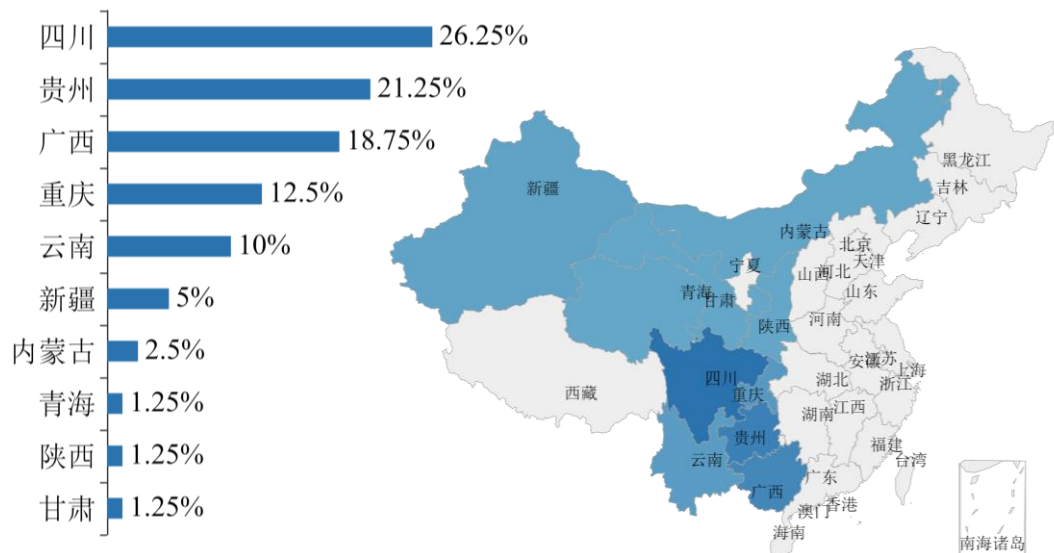 四川
26.25%
贵州
21.25%
广西
18.75%
重庆
12.5%
云南
10%
新疆
5%
内蒙古
2.5%
青海
1.25%
陕西
1.25%
甘肃
1.25%
黑龙江
吉林
辽宁
新疆
内蒙古
北京
天津
宁夏
山西
河北
青海
甘肃
山东
陕西
河南
安徽
江苏
上海
四川
湖北
浙江
西藏
重庆
湖南
江西
贵州
福建
云南
台湾
广东
广西
香港
澳门
海南
南海诸岛